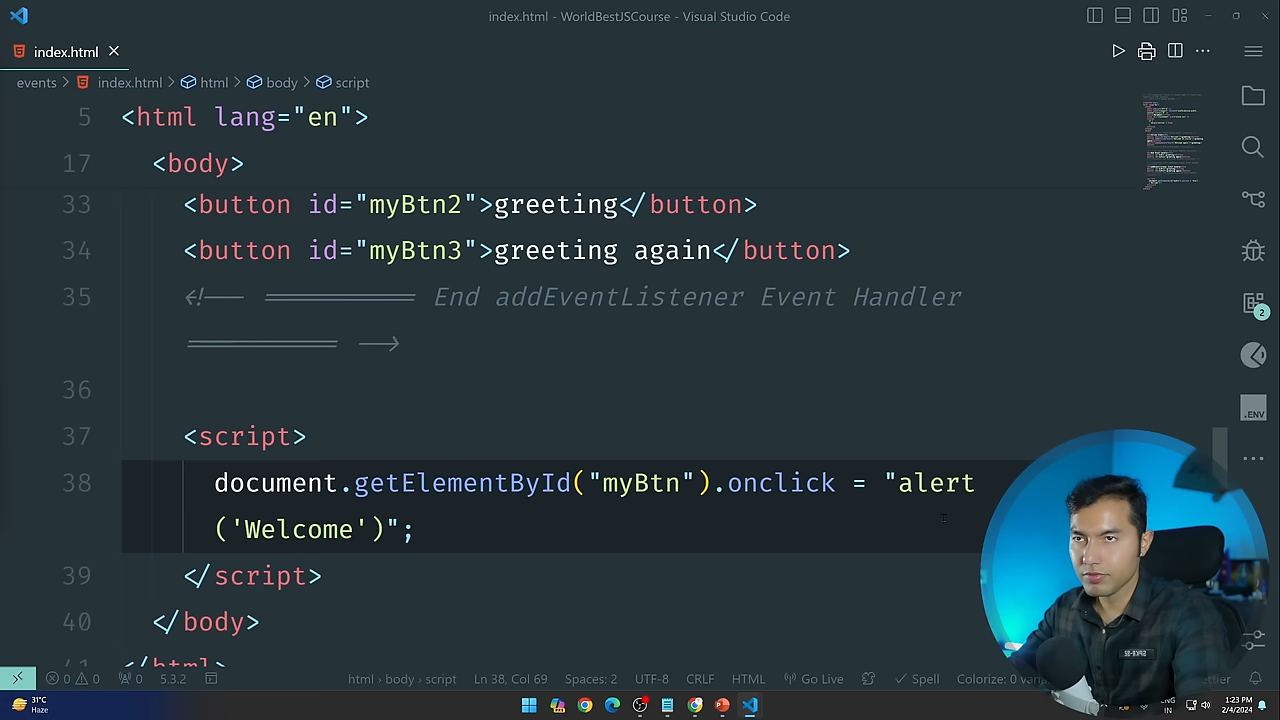 index.html - WorldBestJSCourse - Visual Studio Code
index.html
events > index.html > html > body > script
5 <html lang="en">
17 <body>
33 <button id="myBtn2">greeting</button>
34 <button id="myBtn3">greeting again</button>
35 End addEventListener Event Handler
36
37 <script>
38 document.getElementById("myBtn").onclick = "alert
('Welcome')";
39 </script>
40 </body>
41 </html>
2
.ENV
0 0 0 5.3.2 html › body › script Ln 38, Col 69 Spaces: 2 UTF-8 CRLF HTML Go Live Spell Colorize: 0
31°C
Haze
ENG
IN
1:23 PM
2/4/2024